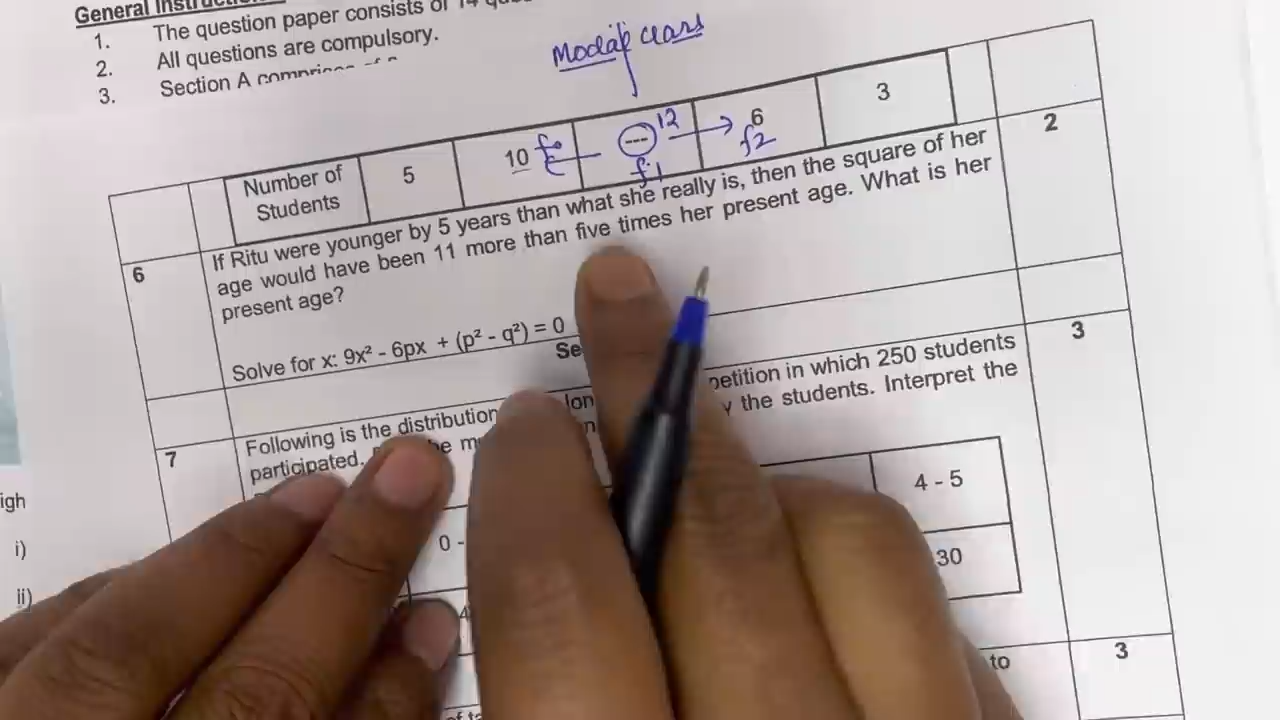 General
1. The question paper consists of 14
2. All questions are compulsory.
3. Section A
Modal class
Number of Students 5 10 f₀ --- 12 f₁ 6 f₂ 3
6 If Ritu were younger by 5 years than what she really is, then the square of her 2
age would have been 11 more than five times her present age. What is her
present age?
Solve for x: 9x² - 6px + (p² - q²) = 0
Se
7 Following is the distribution petition in which 250 students 3
participated. the students. Interpret the
0 - 4 - 5
30
igh
i)
ii)
to 3